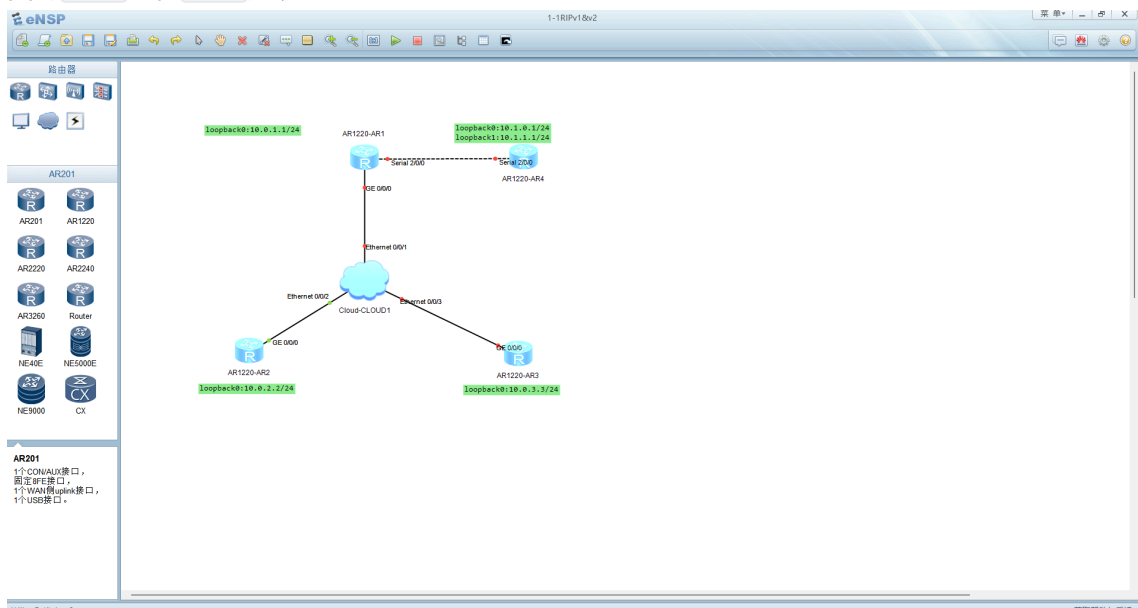 eNSP
1-1RIPv1&v2
菜 单
路由器
AR201
AR201
AR1220
AR2220
AR2240
AR3260
Router
NE40E
NE5000E
NE9000
CX
AR201
1个CON/AUX接口，
固定8FE接口，
1个WAN侧uplink接口，
1个USB接口。
loopback0:10.0.1.1/24
AR1220-AR1
loopback0:10.1.0.1/24
loopback1:10.1.1.1/24
Serial 2/0/0
Serial 2/0/0
AR1220-AR4
GE 0/0/0
Ethernet 0/0/1
Ethernet 0/0/2
Ethernet 0/0/3
Cloud-CLOUD1
GE 0/0/0
GE 0/0/0
AR1220-AR2
AR1220-AR3
loopback0:10.0.2.2/24
loopback0:10.0.3.3/24